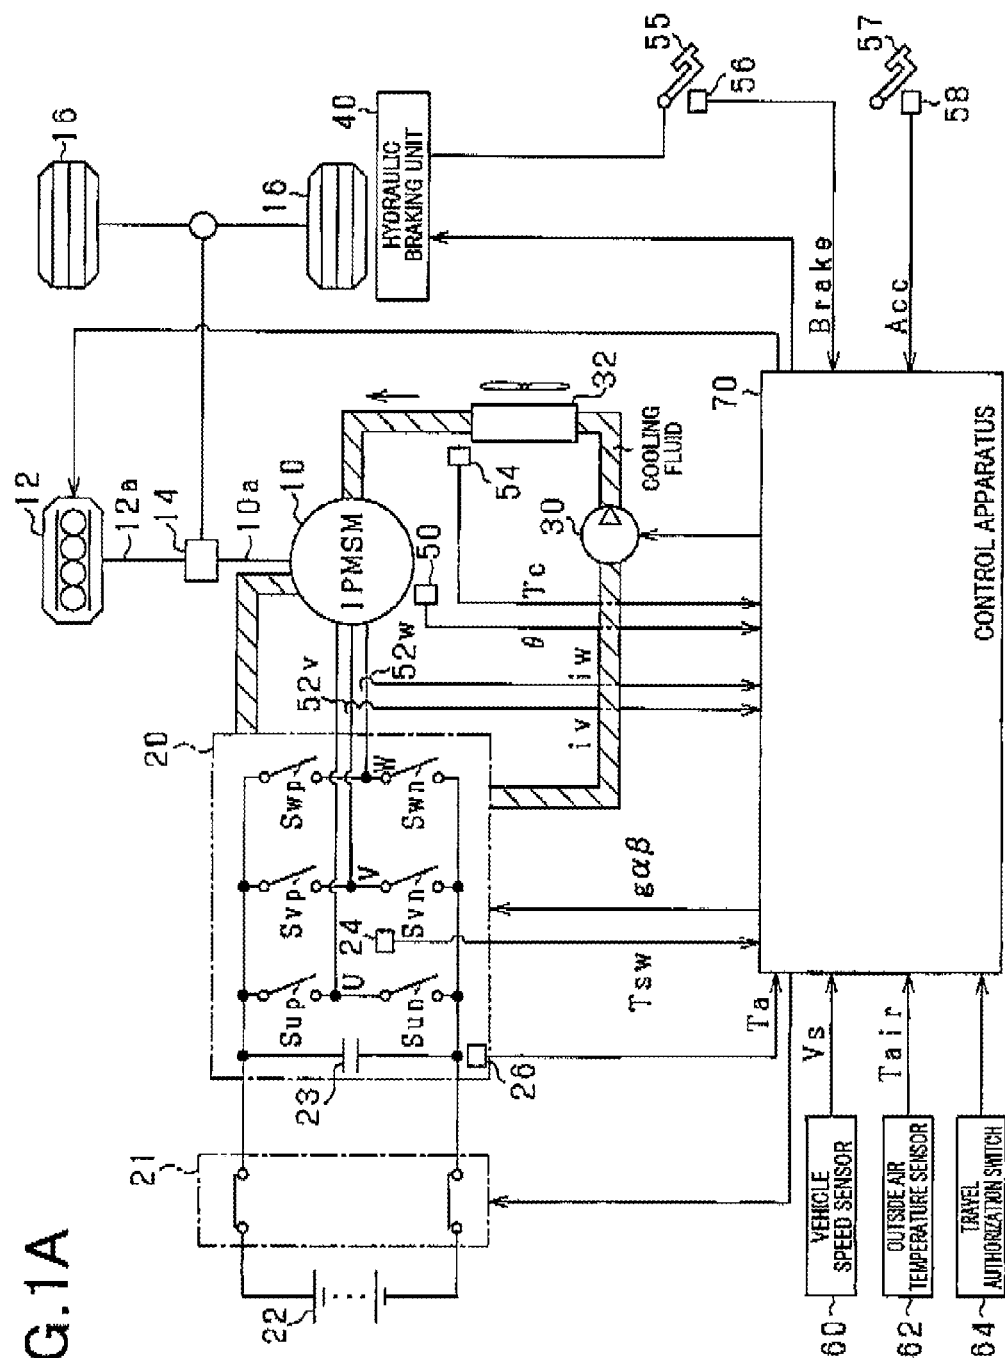 G.1A
22
21
23
26
20
Sup
Svp
Swp
U
V
W
24
Sun
Svn
Swn
52v
52w
12
12a
14
10a
10
IPMSM
50
54
32
30
COOLING
FLUID
16
16
40
HYDRAULIC
BRAKING UNIT
55
56
57
58
Brake
Acc
Tc
θ
iw
iv
gαβ
Tsw
Ta
Vs
Tair
70
CONTROL APPARATUS
VEHICLE
SPEED SENSOR
60
OUTSIDE AIR
TEMPERATURE SENSOR
62
TRAVEL
AUTHORIZATION SWITCH
64